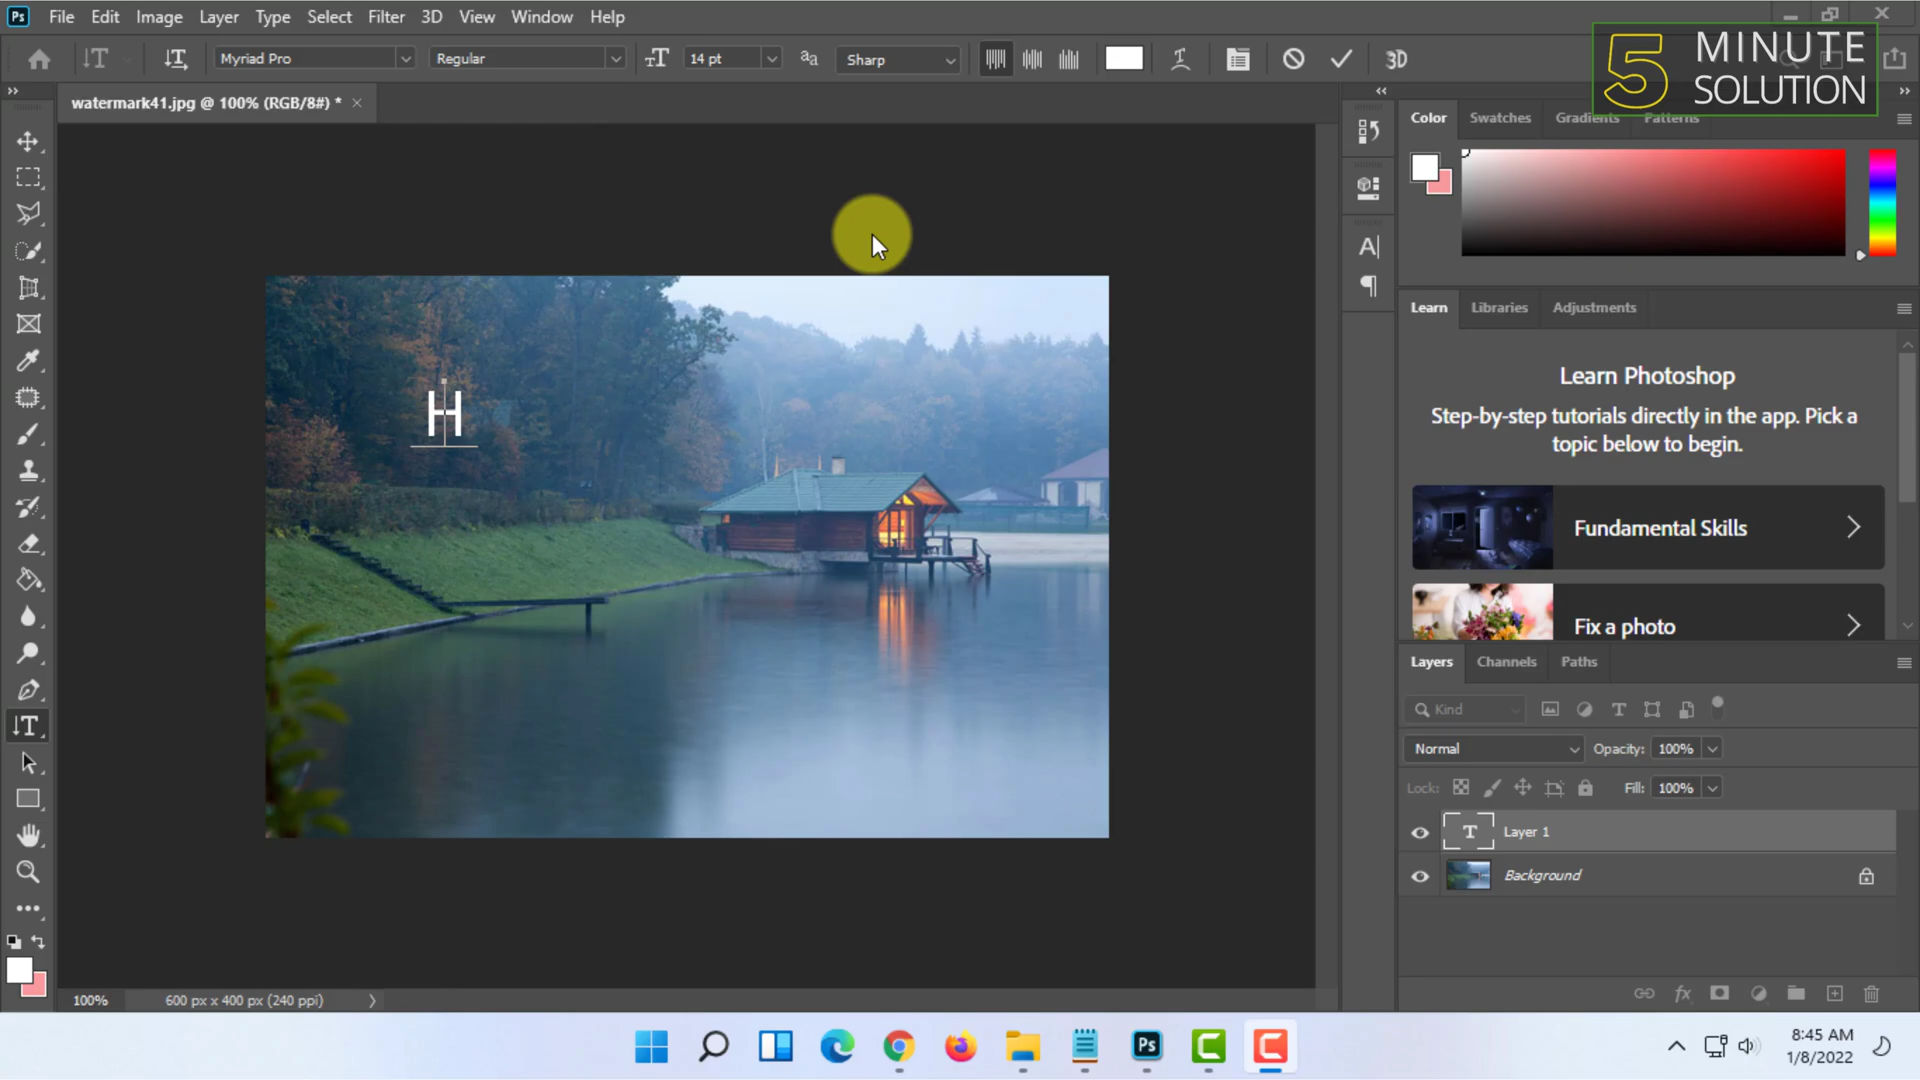 Ps File Edit Image Layer Type Select Filter 3D View Window Help
T T Myriad Pro Regular T 14 pt aa Sharp 3D
5 MINUTE
SOLUTION
watermark41.jpg @ 100% (RGB/8#) *
Color Swatches Gradients Patterns
A
Learn Libraries Adjustments
Learn Photoshop
Step-by-step tutorials directly in the app. Pick a
topic below to begin.
H
Fundamental Skills
Fix a photo
Layers Channels Paths
Kind T
Normal Opacity: 100%
Lock: Fill: 100%
T Layer 1
Background
fx
100% 600 px x 400 px (240 ppi)
Ps C C
8:45 AM
1/8/2022